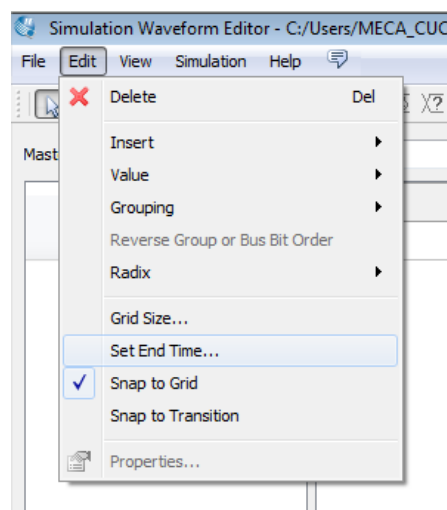 Simulation Waveform Editor - C:/Users/MECA_CUC
File Edit View Simulation Help
Delete Del
Mast
Insert
Value
Grouping
Reverse Group or Bus Bit Order
Radix
Grid Size...
Set End Time...
Snap to Grid
Snap to Transition
Properties...